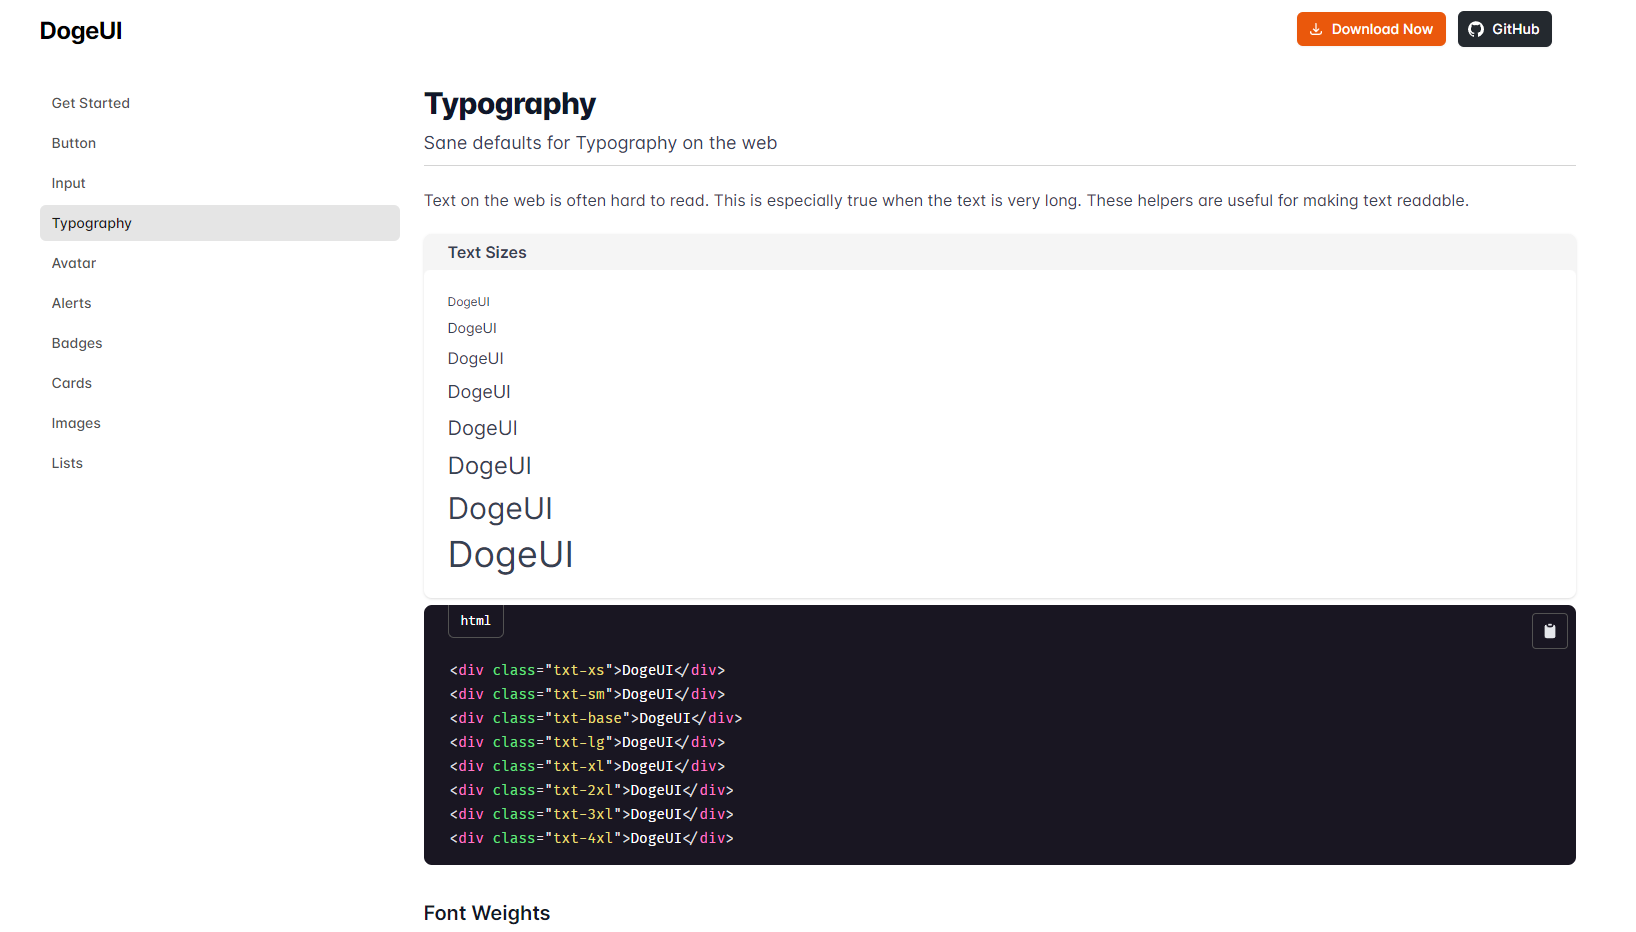 DogeUI
Download Now
GitHub
Get Started
Button
Input
Typography
Avatar
Alerts
Badges
Cards
Images
Lists
Typography
Sane defaults for Typography on the web
Text on the web is often hard to read. This is especially true when the text is very long. These helpers are useful for making text readable.
Text Sizes
DogeUI
DogeUI
DogeUI
DogeUI
DogeUI
DogeUI
DogeUI
DogeUI
html
<div class="txt-xs">DogeUI</div>
<div class="txt-sm">DogeUI</div>
<div class="txt-base">DogeUI</div>
<div class="txt-lg">DogeUI</div>
<div class="txt-xl">DogeUI</div>
<div class="txt-2xl">DogeUI</div>
<div class="txt-3xl">DogeUI</div>
<div class="txt-4xl">DogeUI</div>
Font Weights